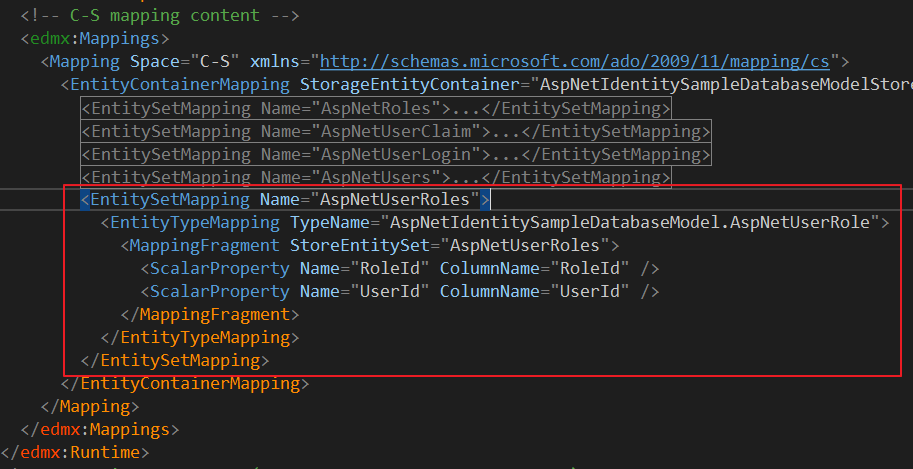 <!-- C-S mapping content -->
<edmx:Mappings>
<Mapping Space="C-S" xmlns="http://schemas.microsoft.com/ado/2009/11/mapping/cs">
<EntityContainerMapping StorageEntityContainer="AspNetIdentitySampleDatabaseModelStore
<EntitySetMapping Name="AspNetRoles">...</EntitySetMapping>
<EntitySetMapping Name="AspNetUserClaim">...</EntitySetMapping>
<EntitySetMapping Name="AspNetUserLogin">...</EntitySetMapping>
<EntitySetMapping Name="AspNetUsers">...</EntitySetMapping>
<EntitySetMapping Name="AspNetUserRoles">
<EntityTypeMapping TypeName="AspNetIdentitySampleDatabaseModel.AspNetUserRole">
<MappingFragment StoreEntitySet="AspNetUserRoles">
<ScalarProperty Name="RoleId" ColumnName="RoleId" />
<ScalarProperty Name="UserId" ColumnName="UserId" />
</MappingFragment>
</EntityTypeMapping>
</EntitySetMapping>
</EntityContainerMapping>
</Mapping>
</edmx:Mappings>
</edmx:Runtime>